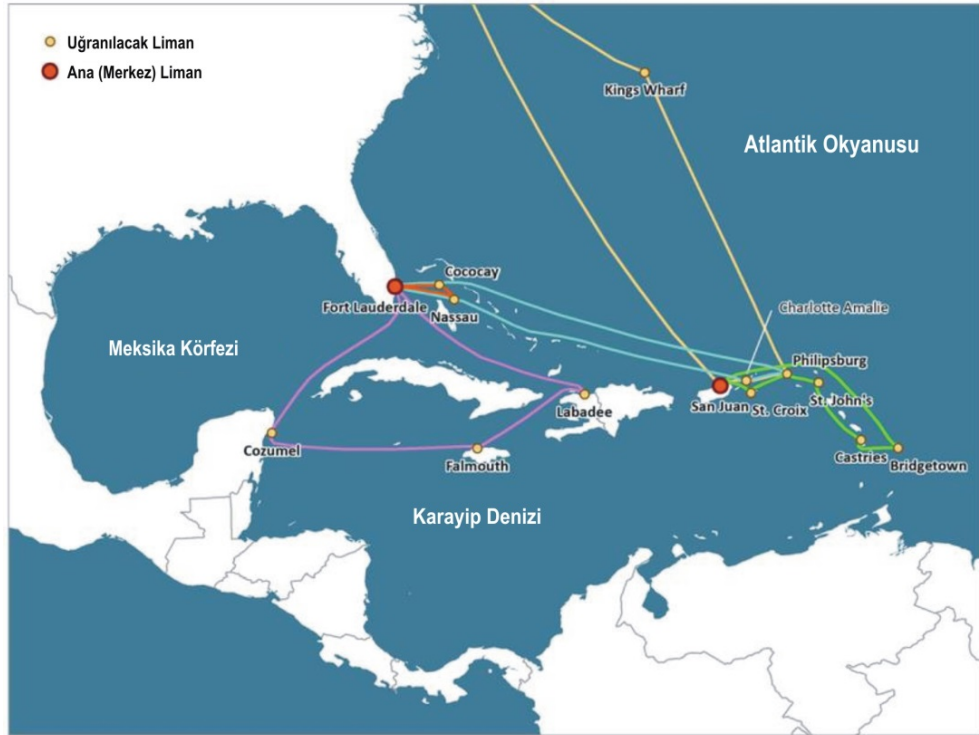 Uğranılacak Liman
Ana (Merkez) Liman
Kings Wharf
Atlantik Okyanusu
Cococay
Fort Lauderdale
Nassau
Charlotte Amalie
Meksika Körfezi
Philipsburg
San Juan
St. Croix
St. John's
Labadee
Cozumel
Falmouth
Castries
Bridgetown
Karayip Denizi